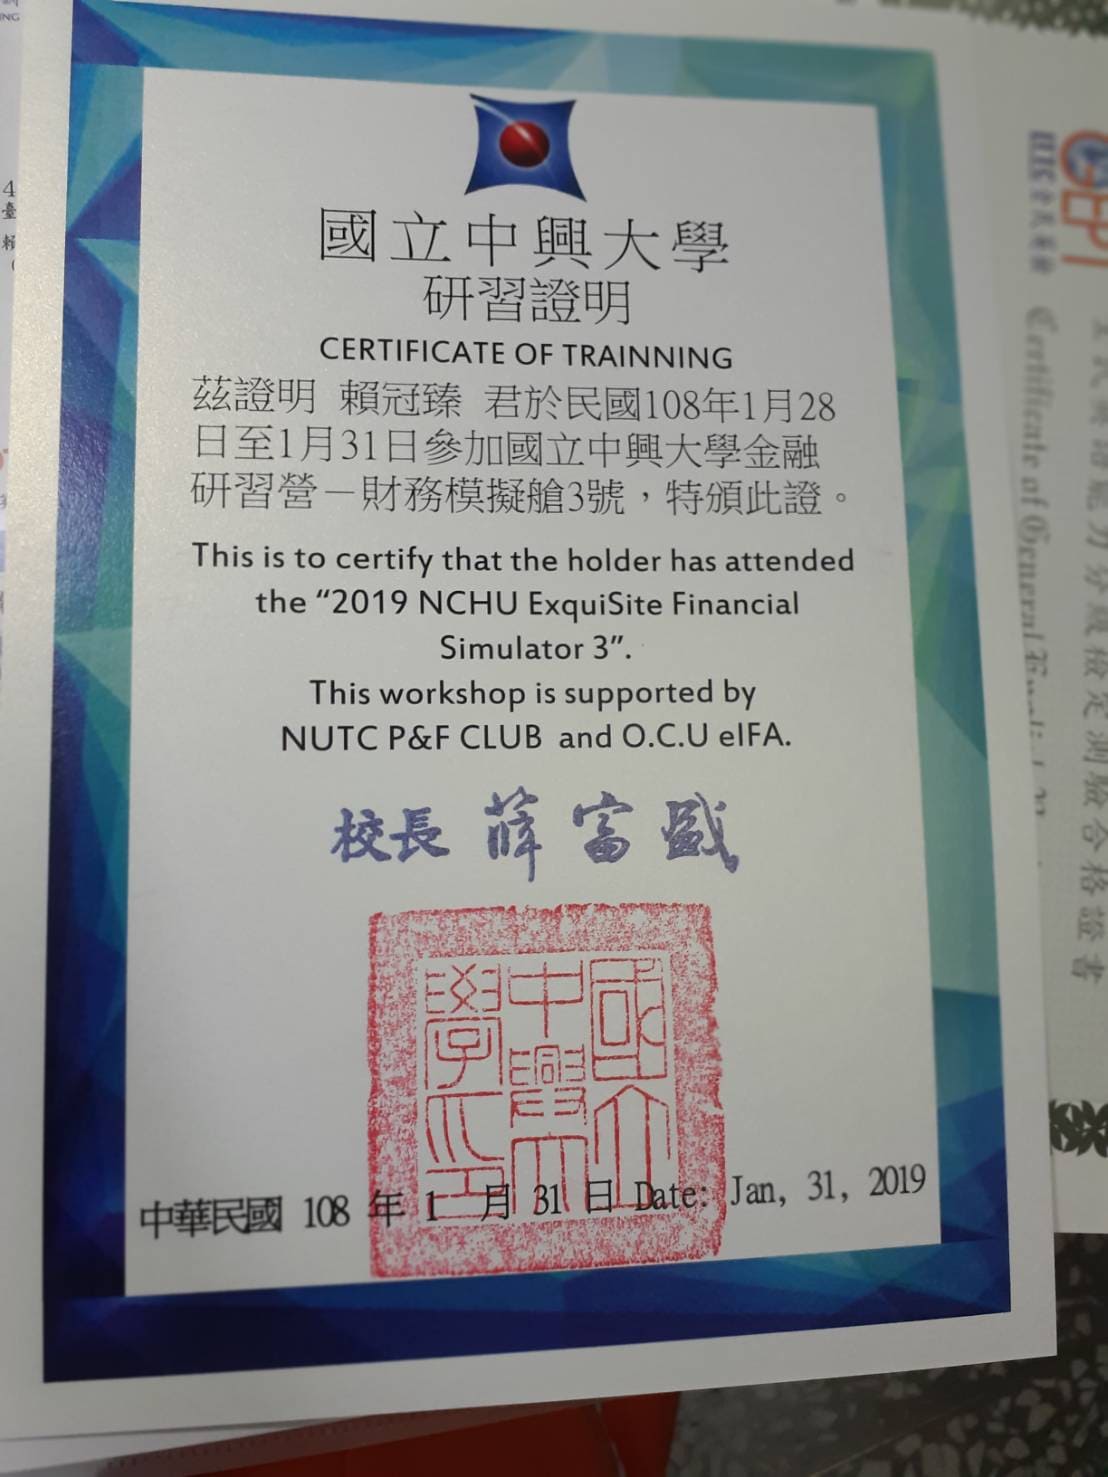 國立中興大學
研習證明
CERTIFICATE OF TRAINNING
茲證明 賴冠臻 君於民國108年1月28
日至1月31日參加國立中興大學金融
研習營－財務模擬艙3號，特頒此證。
This is to certify that the holder has attended
the “2019 NCHU ExquiSite Financial
Simulator 3”.
This workshop is supported by
NUTC P&F CLUB and O.C.U eIFA.
校長 薛富盛
國立中興大學印
中華民國 108 年 1 月 31 日 Date: Jan, 31, 2019
Certificate of General
民英語能力分級檢定測驗合格證書